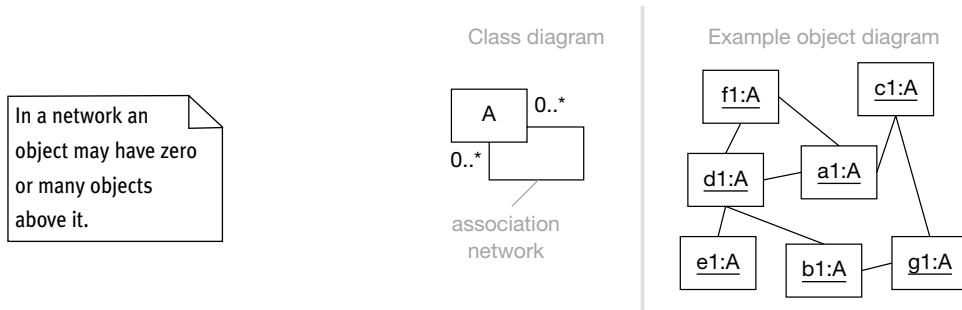 Class diagram
Example object diagram
In a network an
object may have zero
or many objects
above it.
A
0..*
0..*
association
network
f1:A
c1:A
d1:A
a1:A
e1:A
b1:A
g1:A